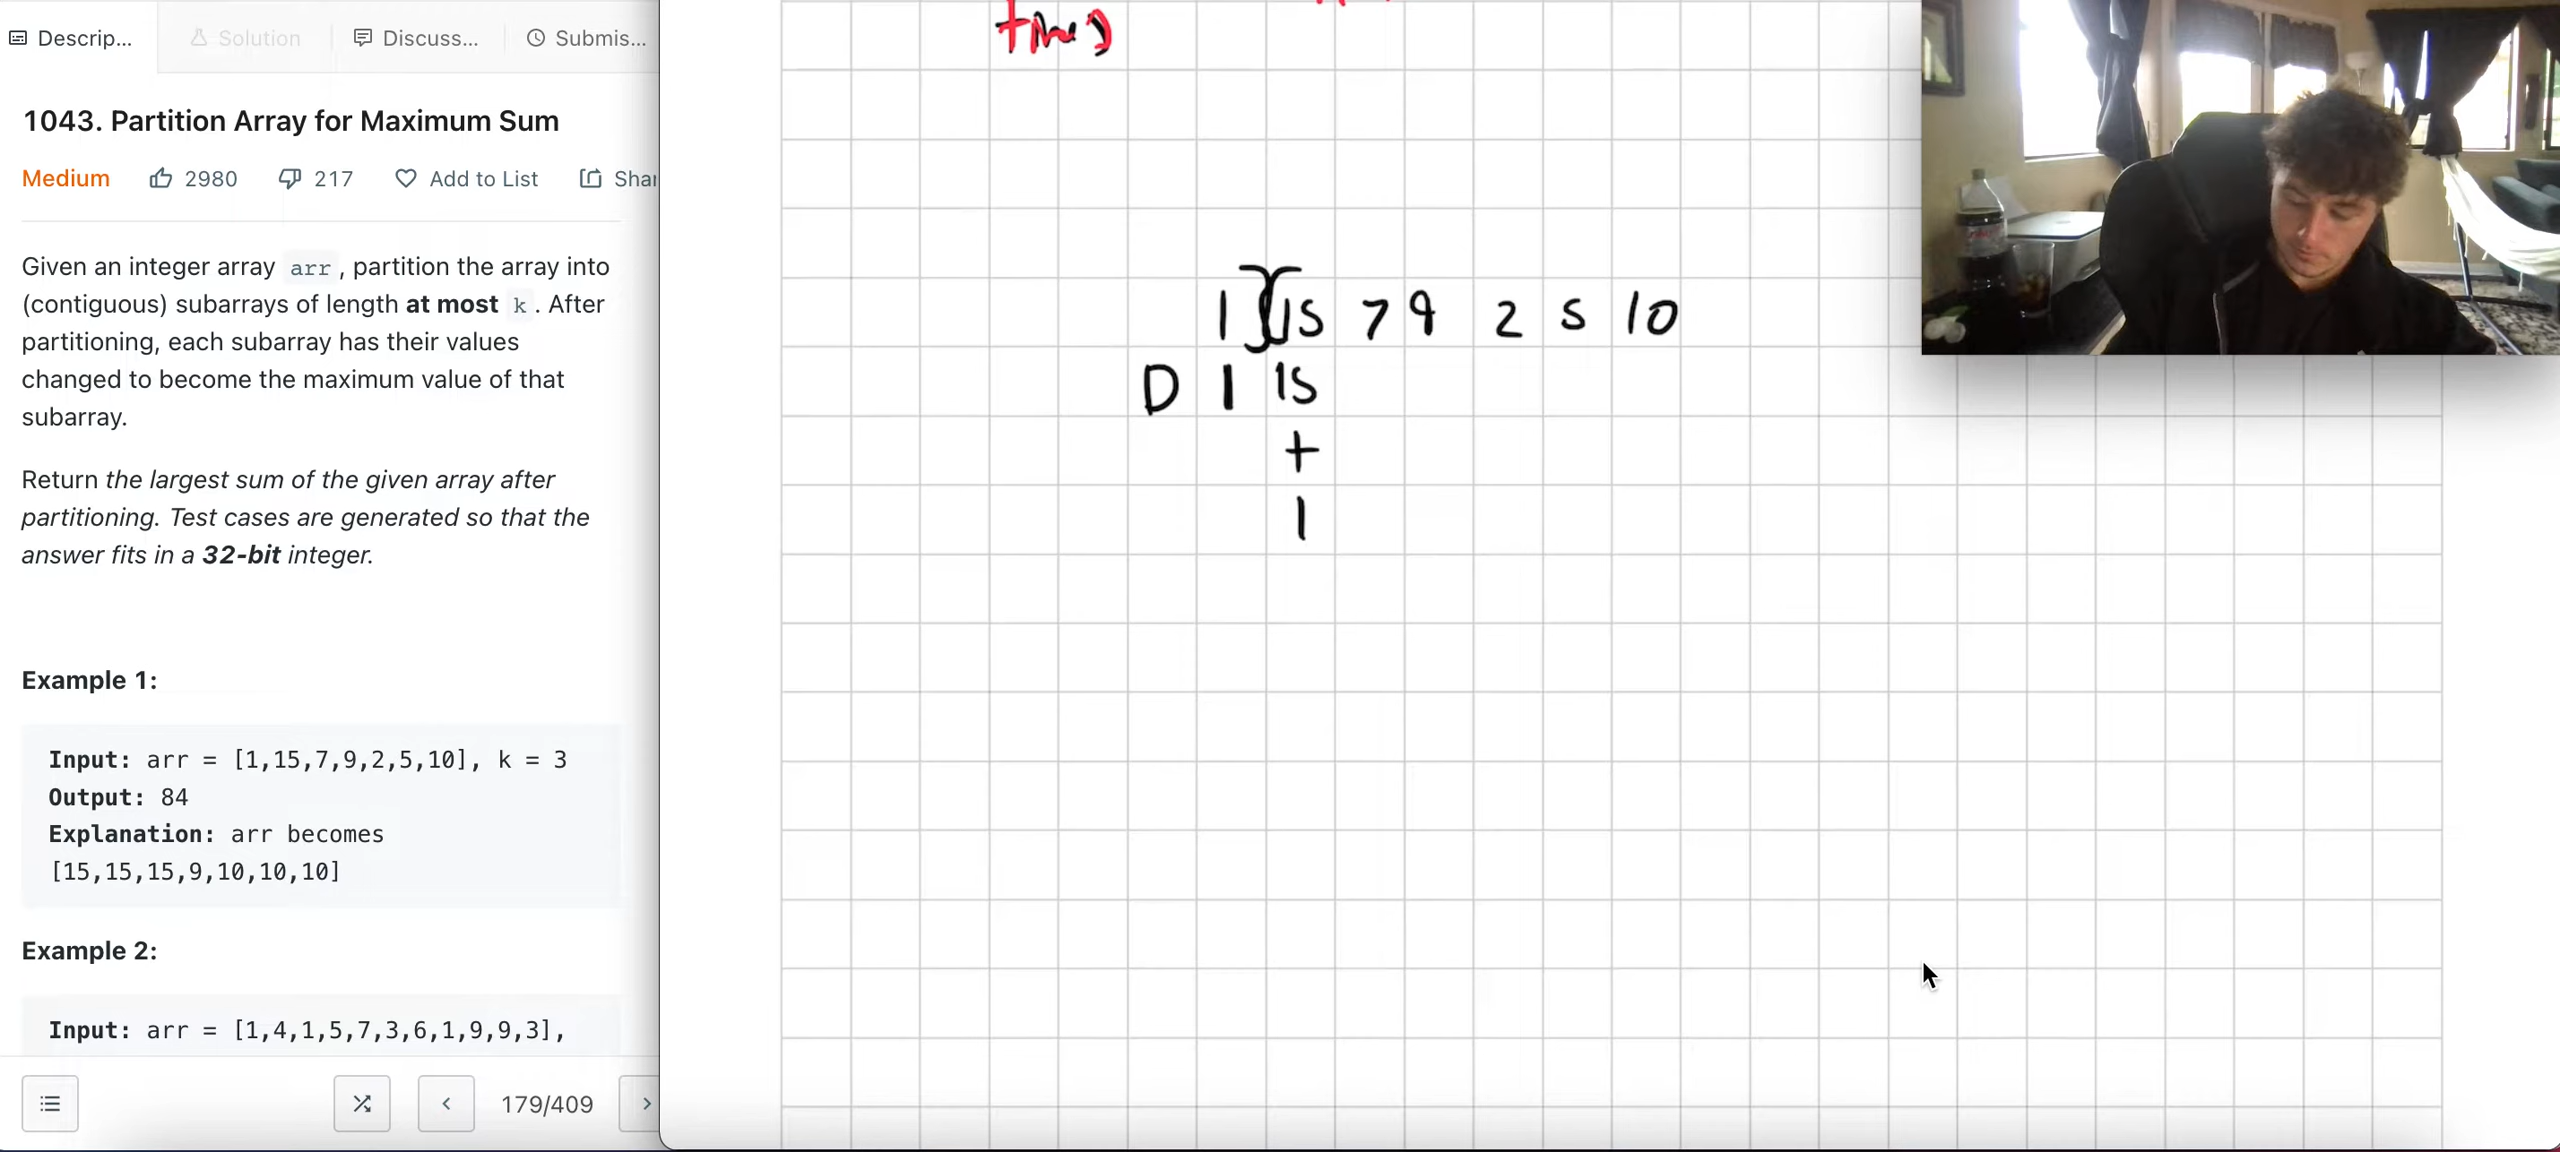 Descrip...
Solution
Discuss...
Submis...
1043. Partition Array for Maximum Sum
Medium
2980
217
Add to List
Shar
Given an integer array arr , partition the array into
(contiguous) subarrays of length at most k . After
partitioning, each subarray has their values
changed to become the maximum value of that
subarray.
Return the largest sum of the given array after
partitioning. Test cases are generated so that the
answer fits in a 32-bit integer.
Example 1:
Input: arr = [1,15,7,9,2,5,10], k = 3
Output: 84
Explanation: arr becomes
[15,15,15,9,10,10,10]
Example 2:
Input: arr = [1,4,1,5,7,3,6,1,9,9,3],
179/409
times
1 ] [ 15 7 9 2 5 10
D 1 15
+
1